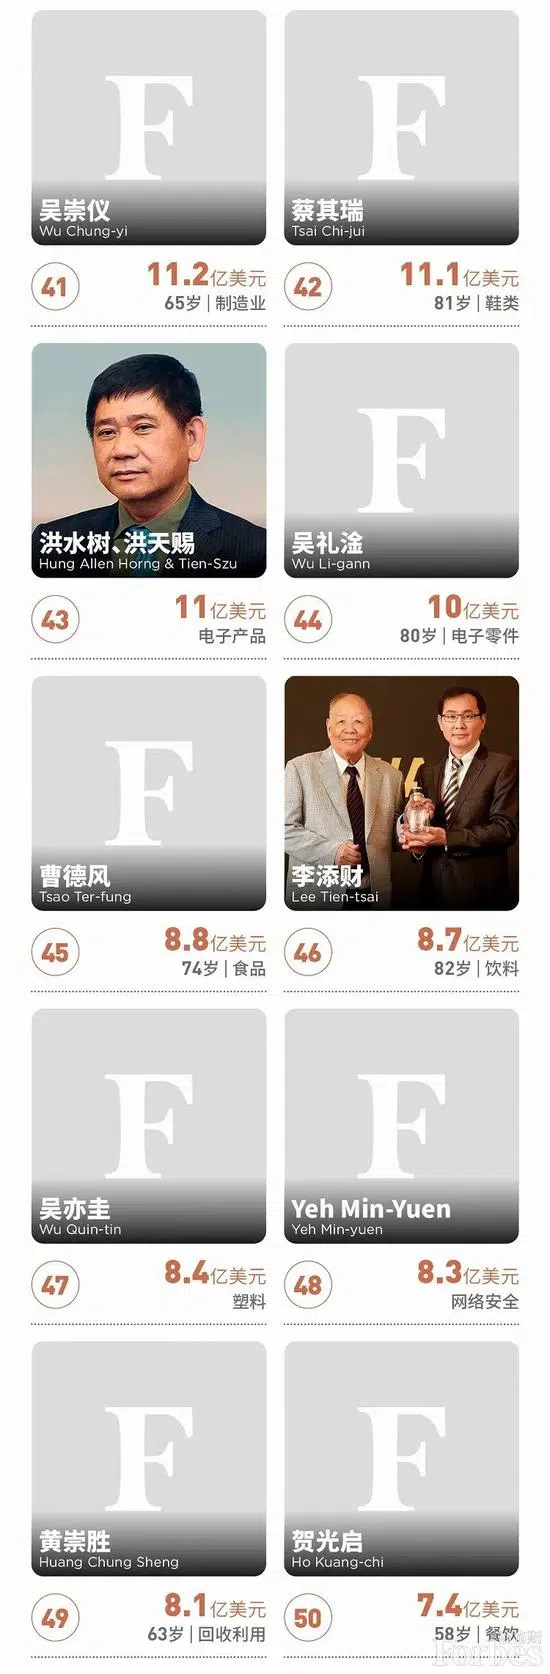 F
吴崇仪
Wu Chung-yi
41
11.2亿美元
65岁 | 制造业
F
蔡其瑞
Tsai Chi-jui
42
11.1亿美元
81岁 | 鞋类
洪水树、洪天赐
Hung Allen Horng & Tien-Szu
43
11亿美元
电子产品
F
吴礼淦
Wu Li-gann
44
10亿美元
80岁 | 电子零件
F
曹德风
Tsao Ter-fung
45
8.8亿美元
74岁 | 食品
李添财
Lee Tien-tsai
46
8.7亿美元
82岁 | 饮料
F
吴亦圭
Wu Quin-tin
47
8.4亿美元
塑料
F
Yeh Min-Yuen
Yeh Min-yuen
48
8.3亿美元
网络安全
F
黄崇胜
Huang Chung Sheng
49
8.1亿美元
63岁 | 回收利用
F
贺光启
Ho Kuang-chi
50
7.4亿美元
58岁 | 餐饮
Forbes